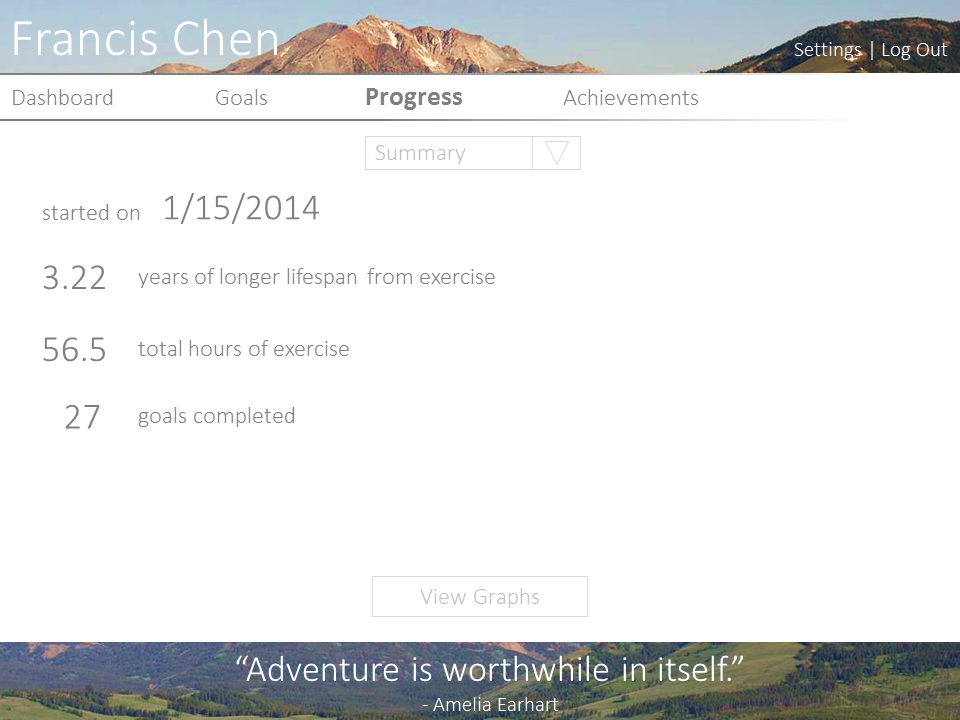 Francis Chen
Settings | Log Out
Dashboard Goals Progress Achievements
Summary
started on 1/15/2014
3.22 years of longer lifespan from exercise
56.5 total hours of exercise
27 goals completed
View Graphs
“Adventure is worthwhile in itself.”
- Amelia Earhart